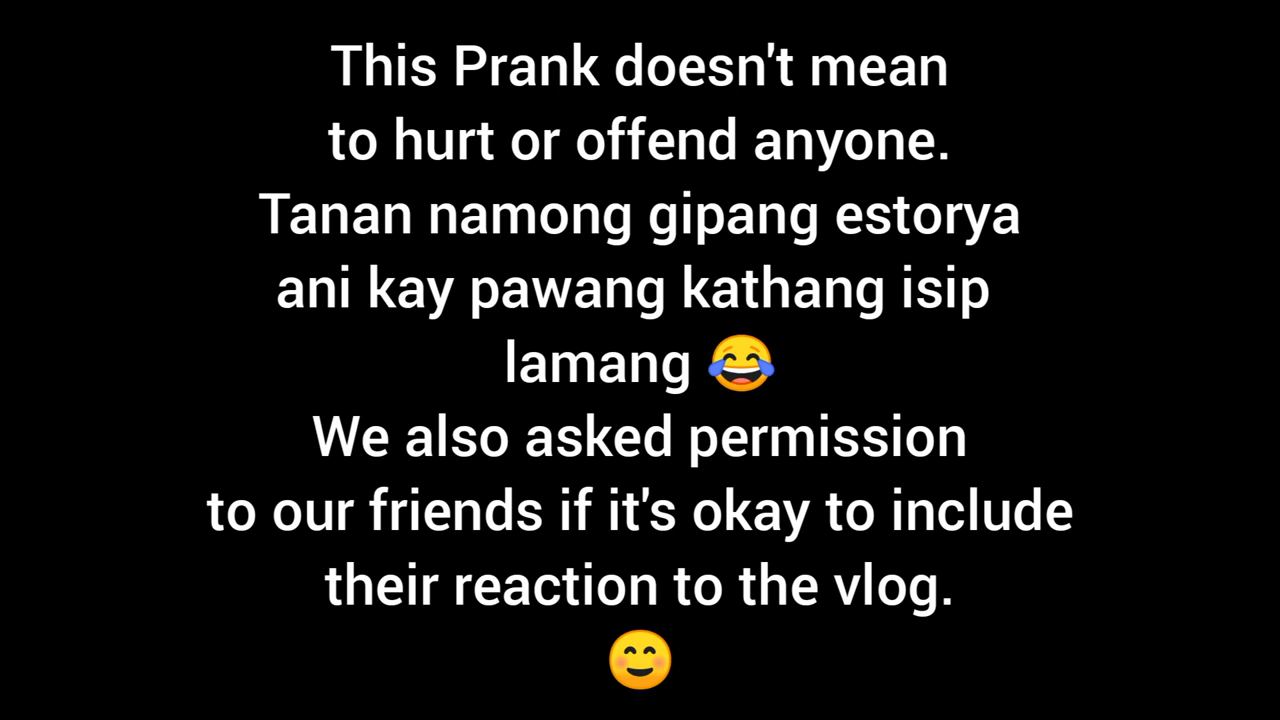 This Prank doesn't mean
to hurt or offend anyone.
Tanan namong gipang estorya
ani kay pawang kathang isip
lamang 😂
We also asked permission
to our friends if it's okay to include
their reaction to the vlog.
😊